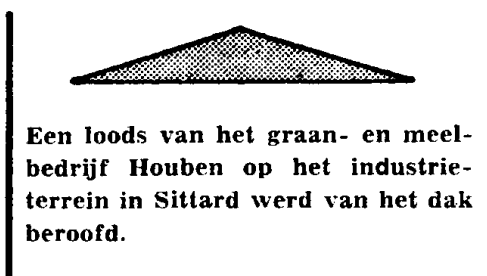 Een loods van het graan- en meel-
bedrijf Houben op het industrie-
terrein in Sittard werd van het dak
beroofd.